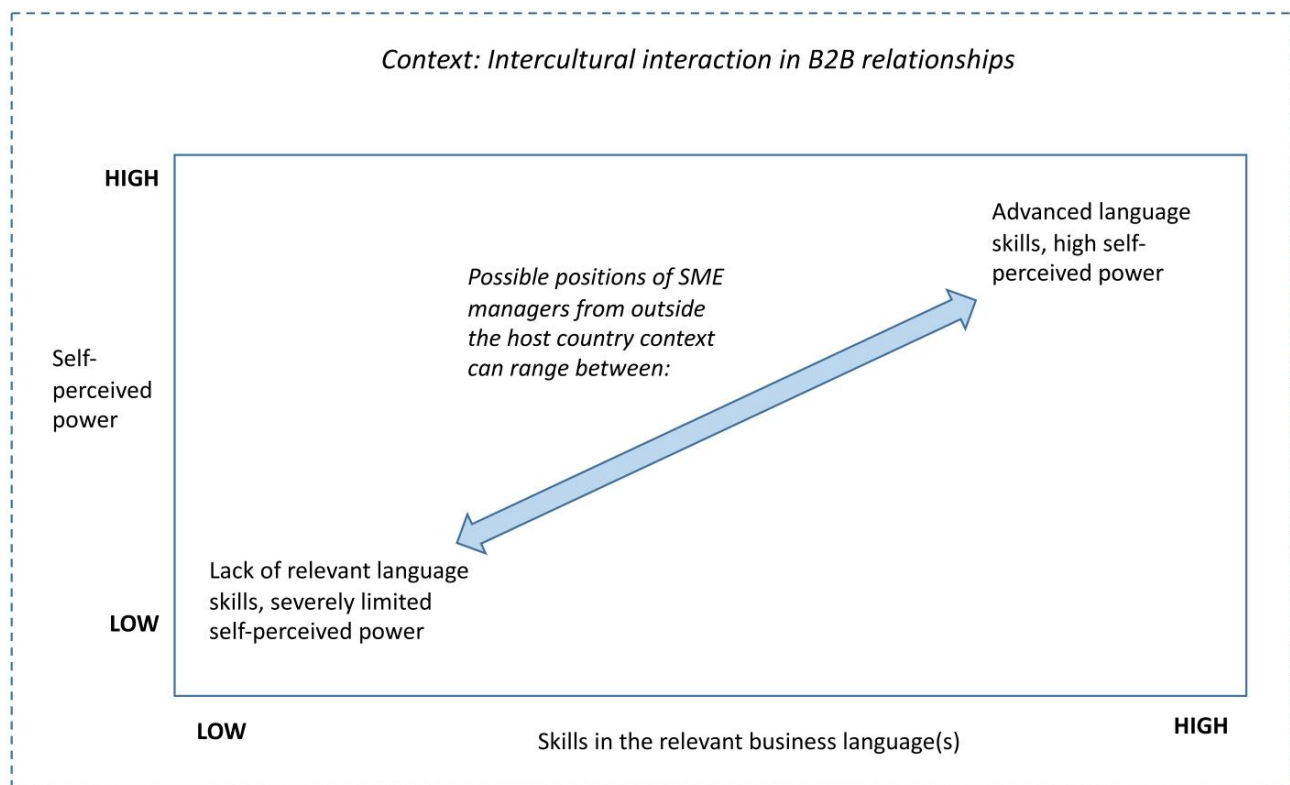 Context: Intercultural interaction in B2B relationships
HIGH
Advanced language
skills, high self-
perceived power
Possible positions of SME
managers from outside
the host country context
can range between:
Self-
perceived
power
Lack of relevant language
skills, severely limited
self-perceived power
LOW
LOW
Skills in the relevant business language(s)
HIGH